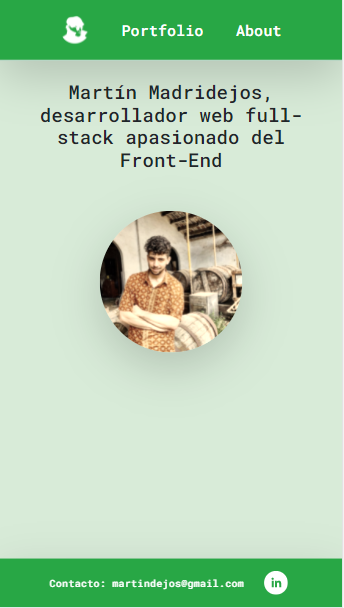 Portfolio About
Martín Madridejos,
desarrollador web full-
stack apasionado del
Front-End
Contacto: martindejos@gmail.com in